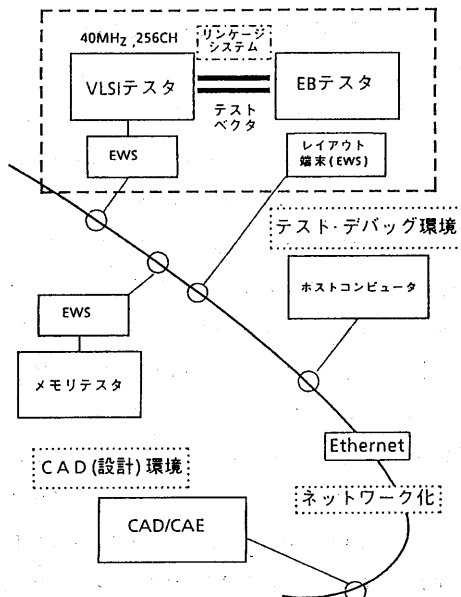 40MHz ,256CH
リンケージ
システム
VLSIテスタ
EBテスタ
テスト
ベクタ
EWS
レイアウト
端末(EWS)
テスト・デバッグ環境
ホストコンピュータ
EWS
メモリテスタ
Ethernet
CAD(設計)環境
ネットワーク化
CAD/CAE